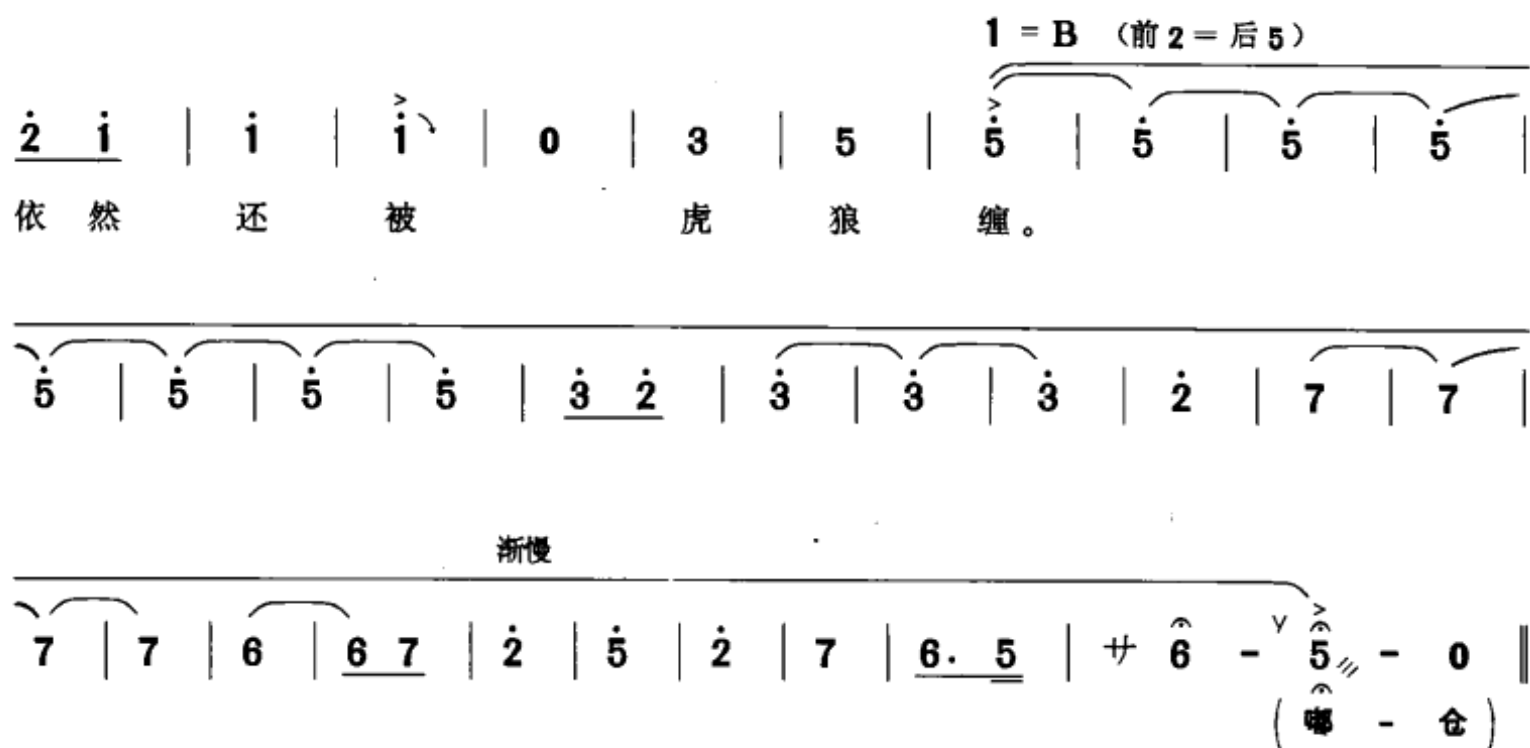 1 = B （前 2 = 后 5）
2̇ 1̇ | 1̇ | 1̇ | 0 | 3 | 5 | 5̇ | 5̇ | 5̇ | 5̇ |
依 然 还 被 虎 狼 缠。
5̇ | 5̇ | 5̇ | 5̇ | 3̇ 2̇ | 3̇ | 3̇ | 3̇ | 2̇ | 7 | 7 |
渐慢
7 | 7 | 6 | 6 7 | 2̇ | 5̇ | 2̇ | 7 | 6. 5 | サ 6 - 5 - 0 ‖
( - 仓 )